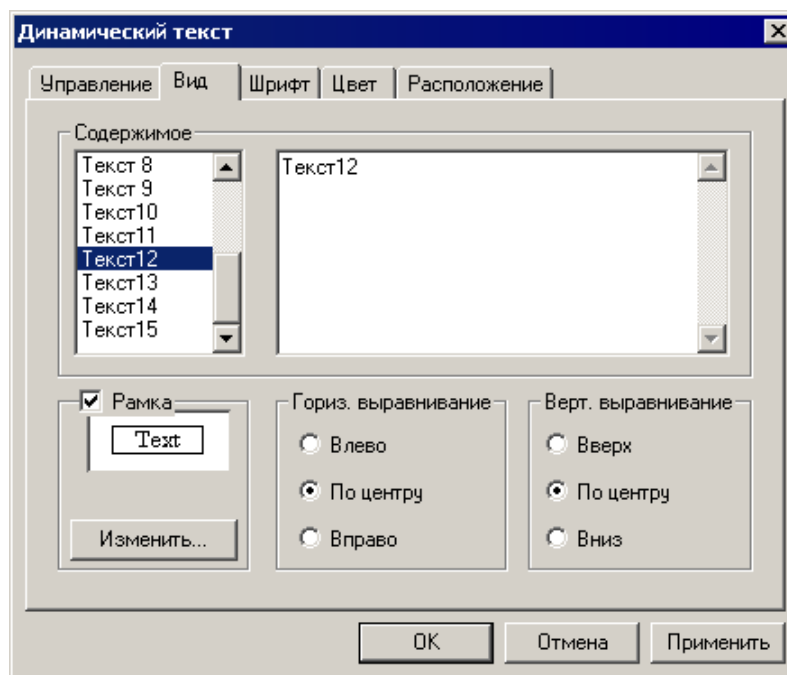 Динамический текст
Управление Вид Шрифт Цвет Расположение
Содержимое
Текст 8
Текст 9
Текст10
Текст11
Текст12
Текст13
Текст14
Текст15
Текст12
Рамка
Text
Изменить...
Гориз. выравнивание
Влево
По центру
Вправо
Верт. выравнивание
Вверх
По центру
Вниз
OK Отмена Применить